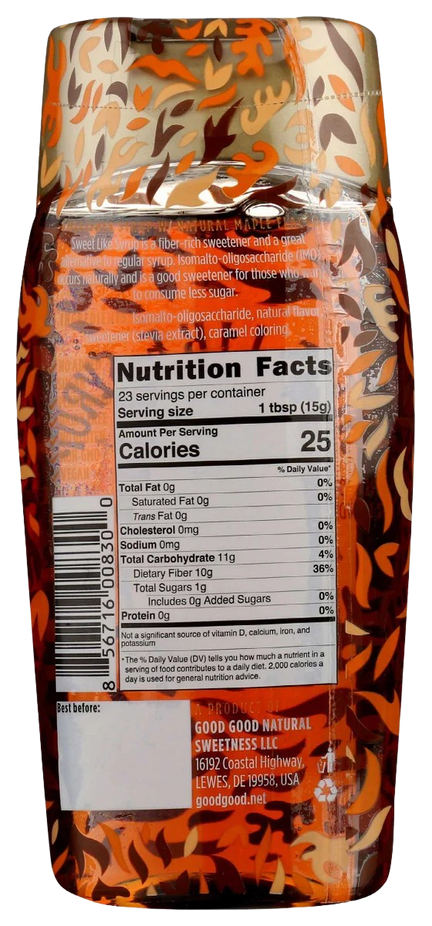 W/ NATURAL MAPLE
Sweet Like Syrup is a fiber-rich sweetener and a great
alternative to regular syrup. Isomalto-oligosaccharide (IMO)
occurs naturally and is a good sweetener for those who want
to consume less sugar.
Isomalto-oligosaccharide, natural flavor,
sweetener (stevia extract), caramel coloring.
Nutrition Facts
23 servings per container
Serving size 1 tbsp (15g)
Amount Per Serving
Calories 25
% Daily Value*
Total Fat 0g 0%
Saturated Fat 0g 0%
Trans Fat 0g
Cholesterol 0mg 0%
Sodium 0mg 0%
Total Carbohydrate 11g 4%
Dietary Fiber 10g 36%
Total Sugars 1g
Includes 0g Added Sugars 0%
Protein 0g 0%
Not a significant source of vitamin D, calcium, iron, and
potassium
*The % Daily Value (DV) tells you how much a nutrient in a
serving of food contributes to a daily diet. 2,000 calories a
day is used for general nutrition advice.
8 56716 00830 0
Best before:
A PRODUCT OF
GOOD GOOD NATURAL
SWEETNESS LLC
16192 Coastal Highway,
LEWES, DE 19958, USA
goodgood.net